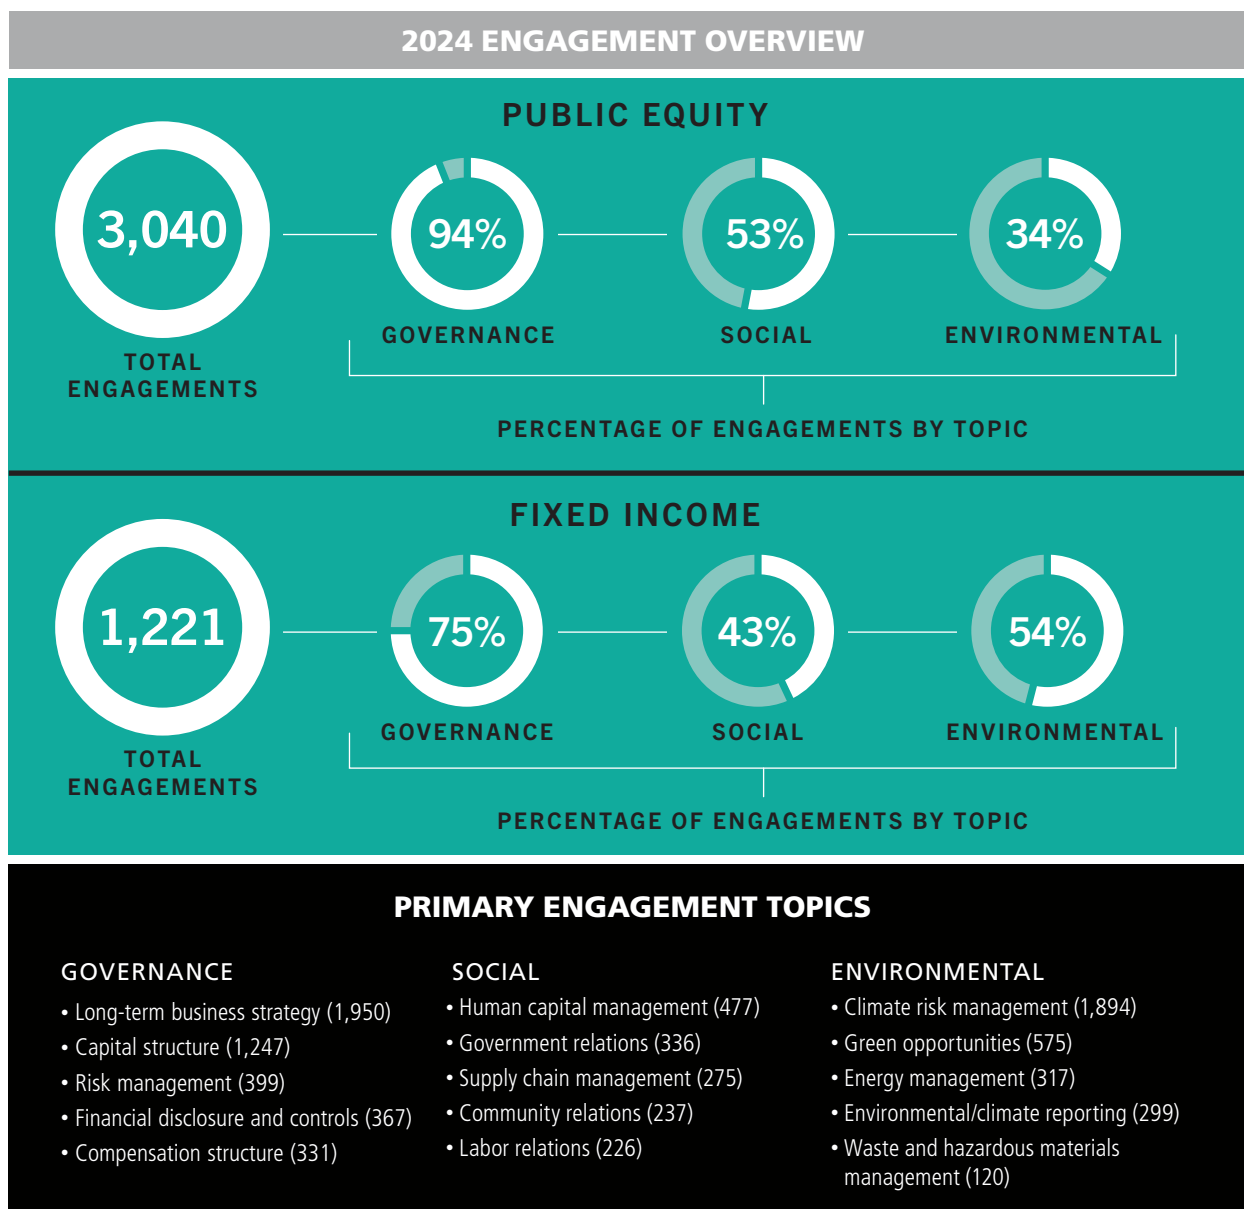 2024 ENGAGEMENT OVERVIEW
PUBLIC EQUITY
3,040
TOTAL
ENGAGEMENTS
94%
GOVERNANCE
53%
SOCIAL
34%
ENVIRONMENTAL
PERCENTAGE OF ENGAGEMENTS BY TOPIC
FIXED INCOME
1,221
TOTAL
ENGAGEMENTS
75%
GOVERNANCE
43%
SOCIAL
54%
ENVIRONMENTAL
PERCENTAGE OF ENGAGEMENTS BY TOPIC
PRIMARY ENGAGEMENT TOPICS
GOVERNANCE
• Long-term business strategy (1,950)
• Capital structure (1,247)
• Risk management (399)
• Financial disclosure and controls (367)
• Compensation structure (331)
SOCIAL
• Human capital management (477)
• Government relations (336)
• Supply chain management (275)
• Community relations (237)
• Labor relations (226)
ENVIRONMENTAL
• Climate risk management (1,894)
• Green opportunities (575)
• Energy management (317)
• Environmental/climate reporting (299)
• Waste and hazardous materials
management (120)